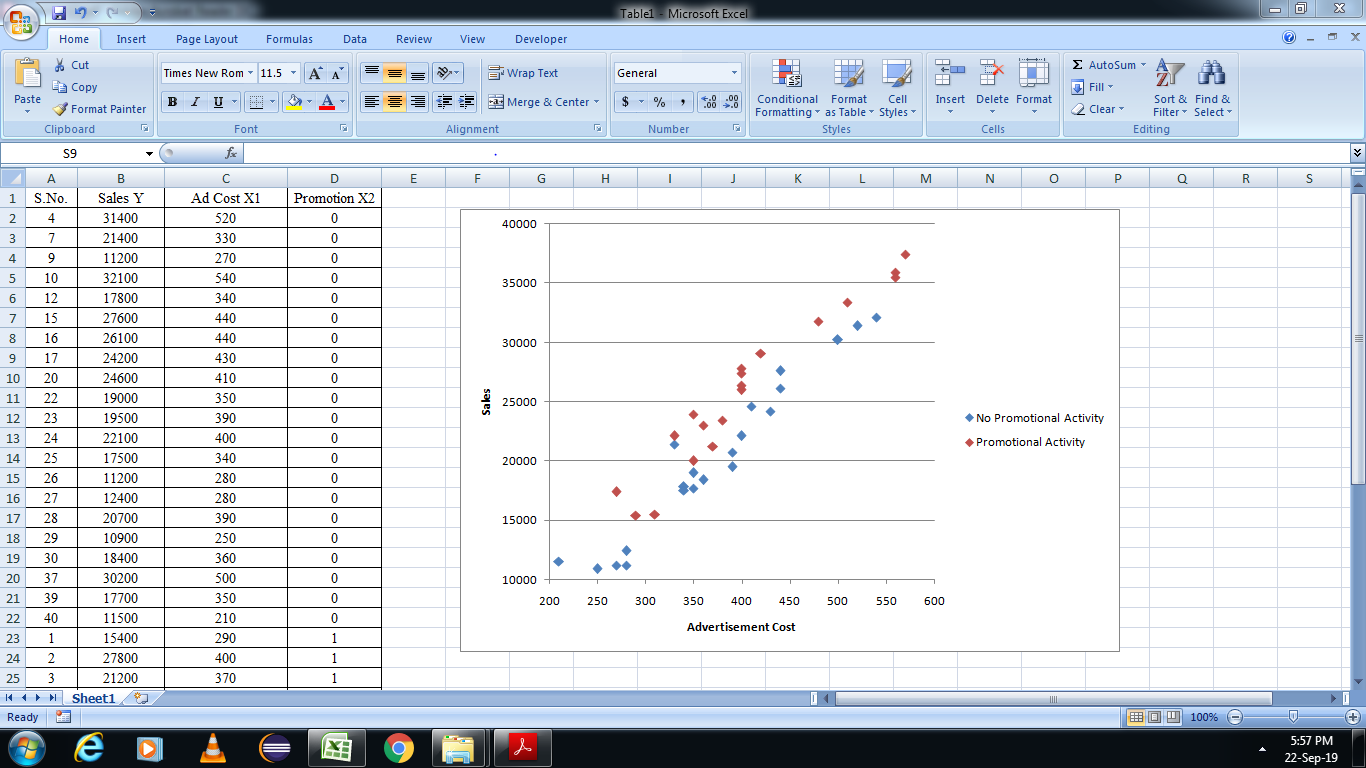 Table1 - Microsoft Excel
Home Insert Page Layout Formulas Data Review View Developer
Paste Cut Times New Rom 11.5 Wrap Text General Conditional Formatting Format as Table Cell Styles Insert Delete Format AutoSum Sort & Filter Find & Select
Copy Fill
Format Painter B I U Merge & Center $ % , Clear
Clipboard Font Alignment Number Styles Cells Editing
S9 fx .
A B C D E F G H I J K L M N O P Q R S
1 S.No. Sales Y Ad Cost X1 Promotion X2
2 4 31400 520 0
3 7 21400 330 0
4 9 11200 270 0
5 10 32100 540 0
6 12 17800 340 0
7 15 27600 440 0
8 16 26100 440 0
9 17 24200 430 0
10 20 24600 410 0
11 22 19000 350 0
12 23 19500 390 0
13 24 22100 400 0
14 25 17500 340 0
15 26 11200 280 0
16 27 12400 280 0
17 28 20700 390 0
18 29 10900 250 0
19 30 18400 360 0
20 37 30200 500 0
21 39 17700 350 0
22 40 11500 210 0
23 1 15400 290 1
24 2 27800 400 1
25 3 21200 370 1
40000
35000
30000
25000
20000
15000
10000
Sales
200 250 300 350 400 450 500 550 600
Advertisement Cost
No Promotional Activity
Promotional Activity
Sheet1
Ready 100%
5:57 PM
22-Sep-19